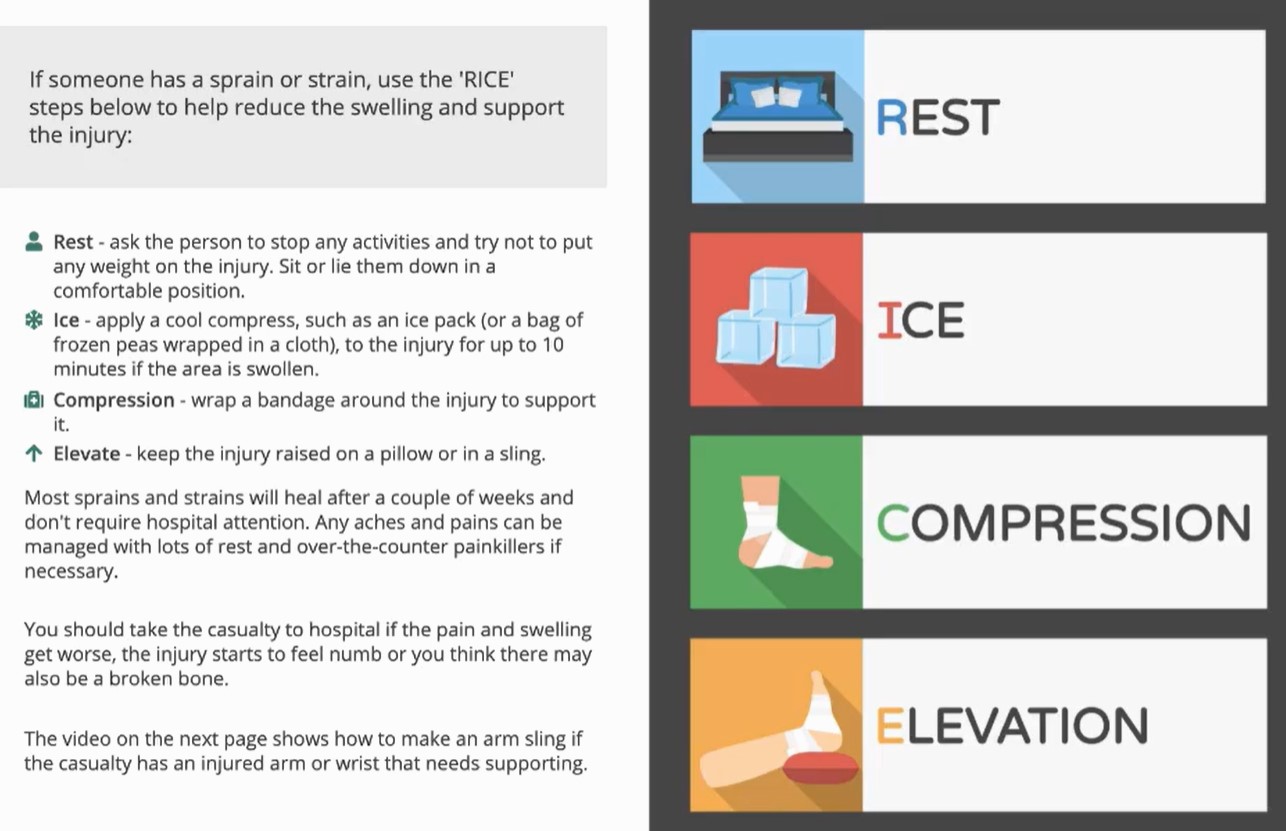 If someone has a sprain or strain, use the 'RICE'
steps below to help reduce the swelling and support
the injury:
Rest - ask the person to stop any activities and try not to put
any weight on the injury. Sit or lie them down in a
comfortable position.
Ice - apply a cool compress, such as an ice pack (or a bag of
frozen peas wrapped in a cloth), to the injury for up to 10
minutes if the area is swollen.
Compression - wrap a bandage around the injury to support
it.
Elevate - keep the injury raised on a pillow or in a sling.
Most sprains and strains will heal after a couple of weeks and
don't require hospital attention. Any aches and pains can be
managed with lots of rest and over-the-counter painkillers if
necessary.
You should take the casualty to hospital if the pain and swelling
get worse, the injury starts to feel numb or you think there may
also be a broken bone.
The video on the next page shows how to make an arm sling if
the casualty has an injured arm or wrist that needs supporting.
REST
ICE
COMPRESSION
ELEVATION